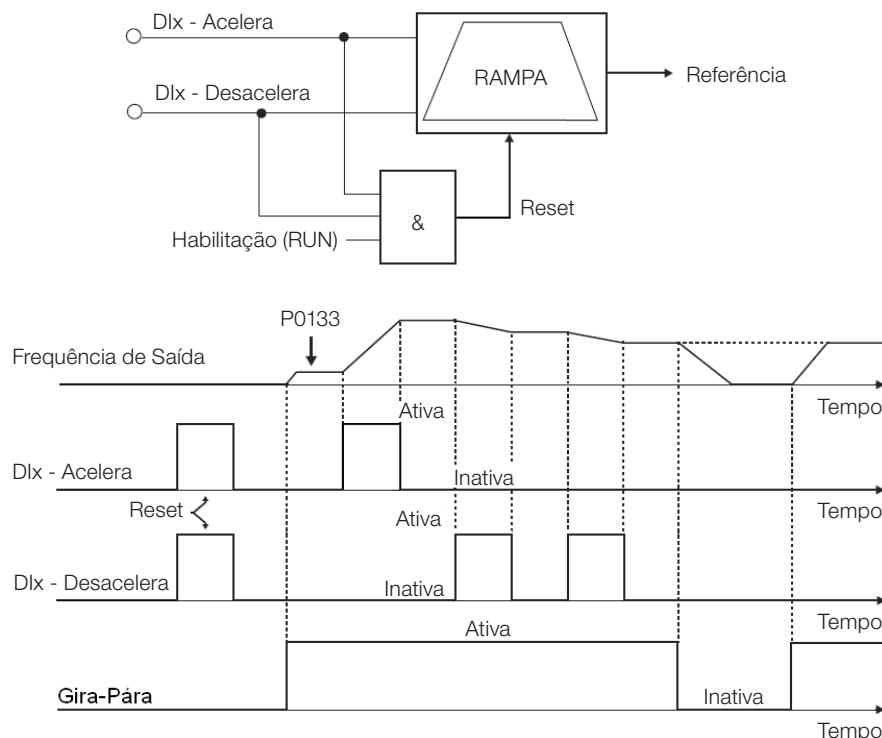 DIx - Acelera
DIx - Desacelera
RAMPA
Referência
&
Reset
Habilitação (RUN)
P0133
Frequência de Saída
Tempo
Ativa
DIx - Acelera
Inativa
Tempo
Reset
Ativa
DIx - Desacelera
Inativa
Tempo
Ativa
Gira-Pára
Inativa
Tempo